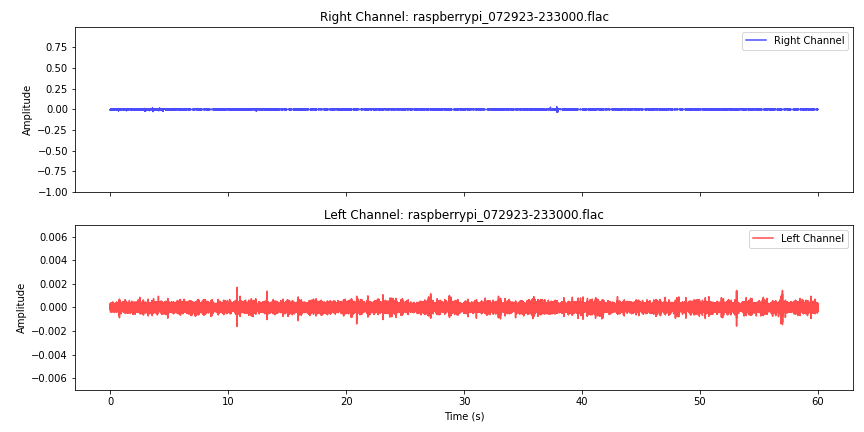 Right Channel: raspberrypi_072923-233000.flac
Right Channel
0.75
0.50
0.25
0.00
−0.25
−0.50
−0.75
−1.00
Amplitude
Left Channel: raspberrypi_072923-233000.flac
Left Channel
0.006
0.004
0.002
0.000
−0.002
−0.004
−0.006
Amplitude
0 10 20 30 40 50 60
Time (s)